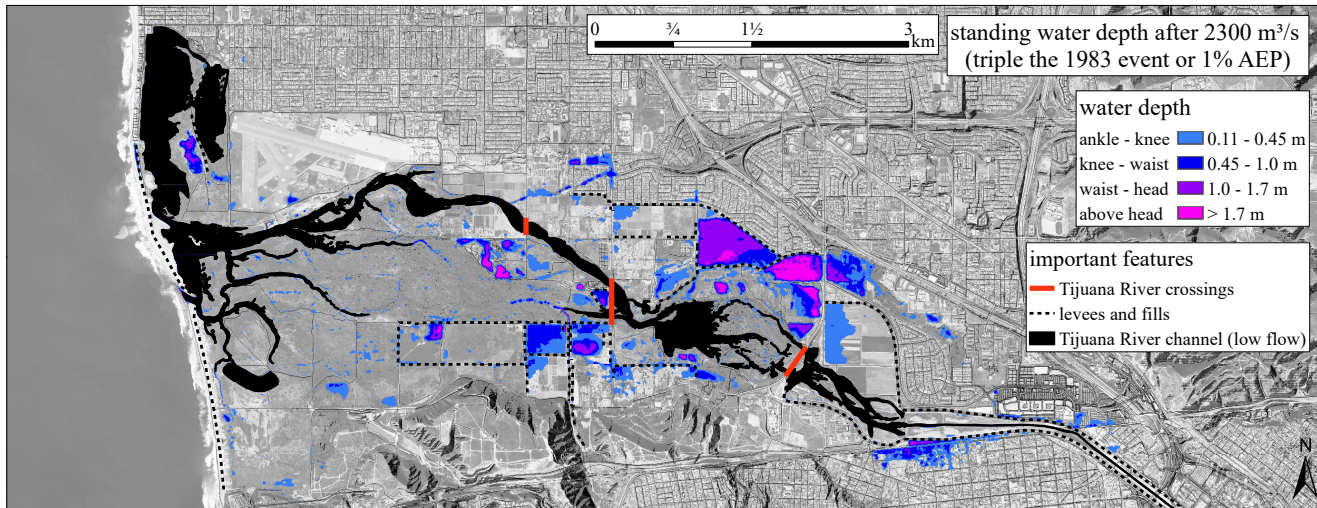 0 ¾ 1½ 3
km
standing water depth after 2300 m³/s
(triple the 1983 event or 1% AEP)
water depth
ankle - knee 0.11 - 0.45 m
knee - waist 0.45 - 1.0 m
waist - head 1.0 - 1.7 m
above head > 1.7 m
important features
Tijuana River crossings
levees and fills
Tijuana River channel (low flow)
N